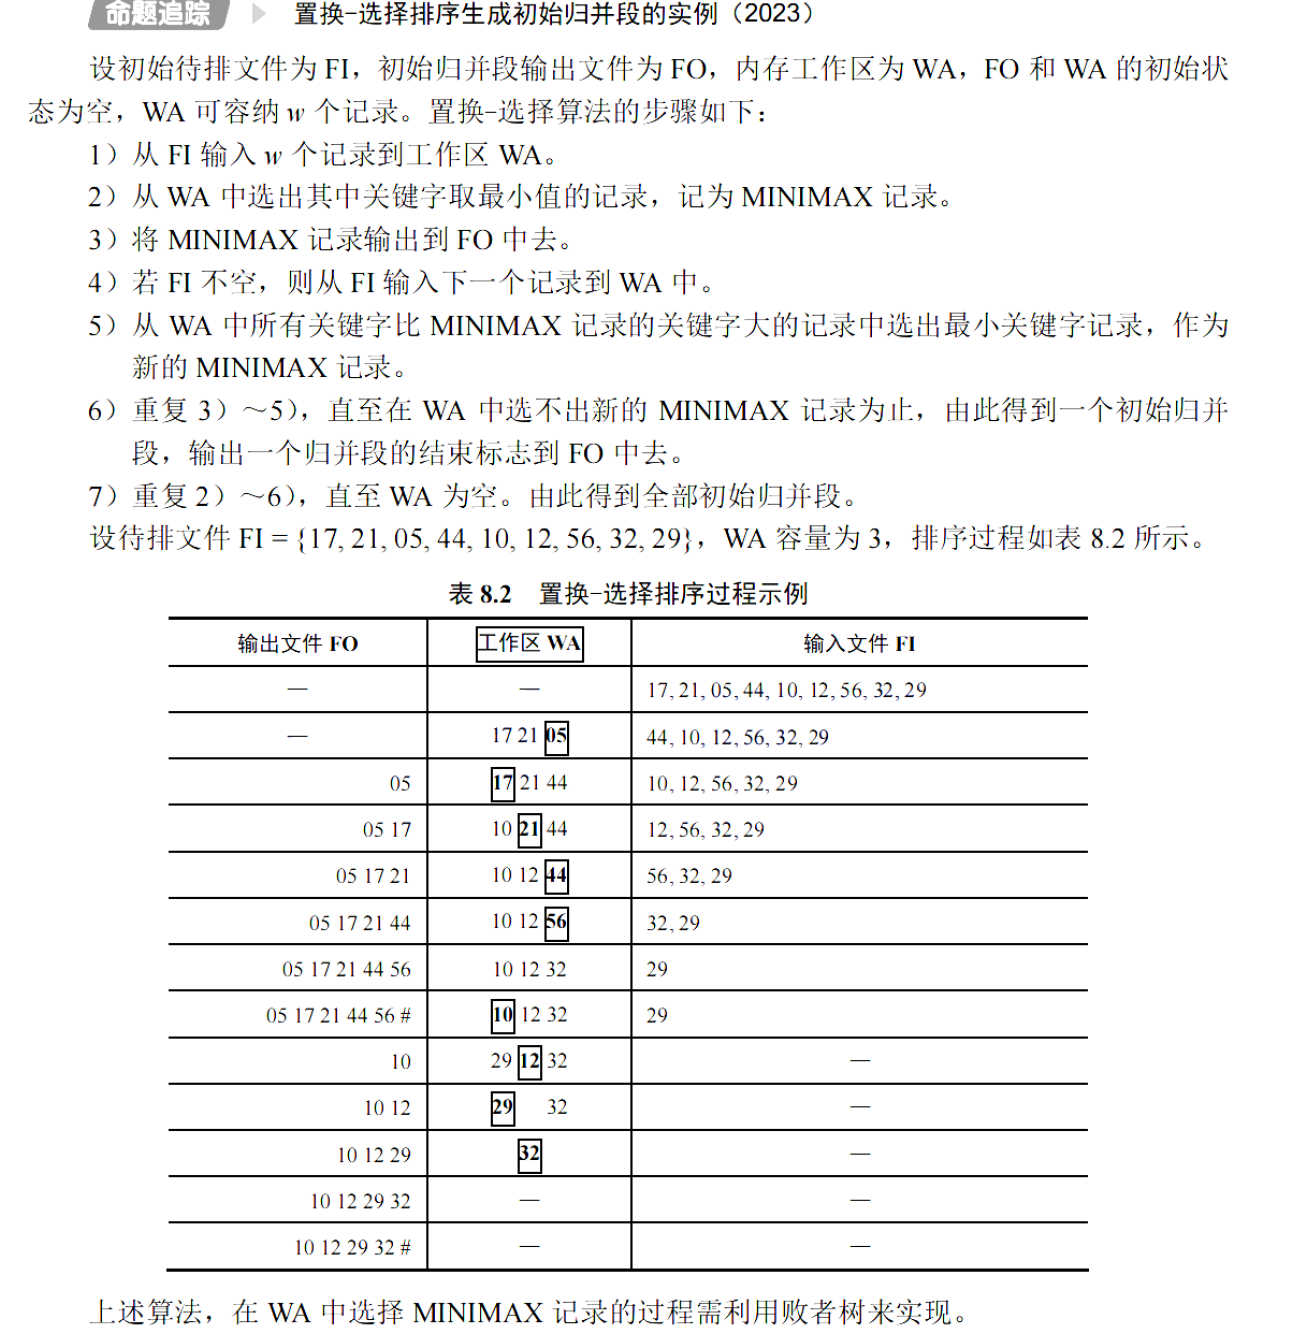 命题追踪 ▶ 置换-选择排序生成初始归并段的实例（2023）
设初始待排文件为 FI，初始归并段输出文件为 FO，内存工作区为 WA，FO 和 WA 的初始状
态为空，WA 可容纳 w 个记录。置换-选择算法的步骤如下：
1）从 FI 输入 w 个记录到工作区 WA。
2）从 WA 中选出其中关键字取最小值的记录，记为 MINIMAX 记录。
3）将 MINIMAX 记录输出到 FO 中去。
4）若 FI 不空，则从 FI 输入下一个记录到 WA 中。
5）从 WA 中所有关键字比 MINIMAX 记录的关键字大的记录中选出最小关键字记录，作为
新的 MINIMAX 记录。
6）重复 3）～5），直至在 WA 中选不出新的 MINIMAX 记录为止，由此得到一个初始归并
段，输出一个归并段的结束标志到 FO 中去。
7）重复 2）～6），直至 WA 为空。由此得到全部初始归并段。
设待排文件 FI = {17, 21, 05, 44, 10, 12, 56, 32, 29}，WA 容量为 3，排序过程如表 8.2 所示。
表 8.2 置换-选择排序过程示例
输出文件 FO 工作区 WA 输入文件 FI
— — 17, 21, 05, 44, 10, 12, 56, 32, 29
— 17 21 05 44, 10, 12, 56, 32, 29
05 17 21 44 10, 12, 56, 32, 29
05 17 10 21 44 12, 56, 32, 29
05 17 21 10 12 44 56, 32, 29
05 17 21 44 10 12 56 32, 29
05 17 21 44 56 10 12 32 29
05 17 21 44 56 # 10 12 32 29
10 29 12 32 —
10 12 29 32 —
10 12 29 32 —
10 12 29 32 — —
10 12 29 32 # — —
上述算法，在 WA 中选择 MINIMAX 记录的过程需利用败者树来实现。